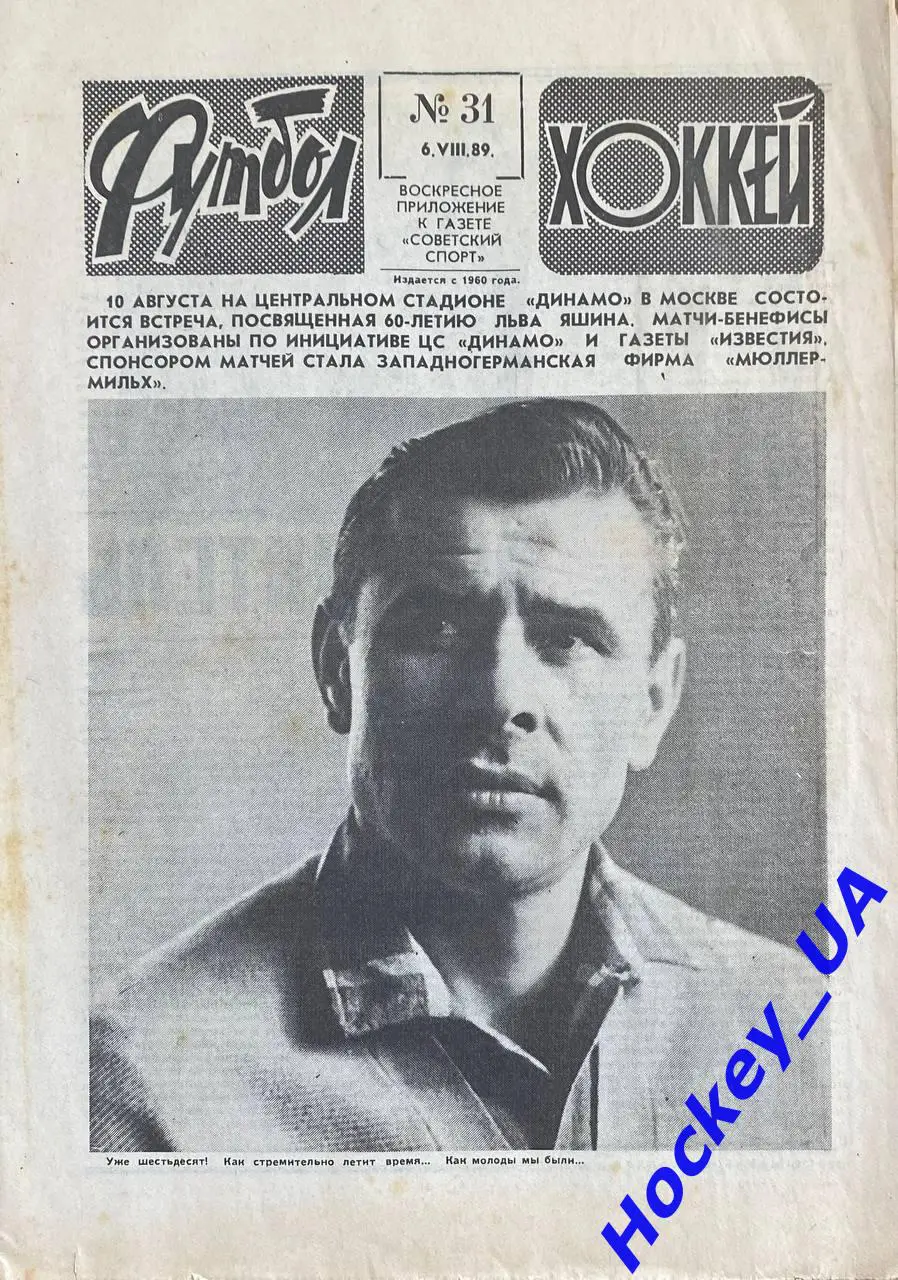 Футбол
№ 31
6.VIII.89.
ВОСКРЕСНОЕ
ПРИЛОЖЕНИЕ
К ГАЗЕТЕ
«СОВЕТСКИЙ
СПОРТ»
Издается с 1960 года.
ХОККЕЙ
10 АВГУСТА НА ЦЕНТРАЛЬНОМ СТАДИОНЕ «ДИНАМО» В МОСКВЕ СОСТО-
ИТСЯ ВСТРЕЧА, ПОСВЯЩЕННАЯ 60-ЛЕТИЮ ЛЬВА ЯШИНА. МАТЧИ-БЕНЕФИСЫ
ОРГАНИЗОВАНЫ ПО ИНИЦИАТИВЕ ЦС «ДИНАМО» И ГАЗЕТЫ «ИЗВЕСТИЯ».
СПОНСОРОМ МАТЧЕЙ СТАЛА ЗАПАДНОГЕРМАНСКАЯ ФИРМА «МЮЛЛЕР-
МИЛЬХ».
Уже шестьдесят! Как стремительно летит время... Как молоды мы были...
Hockey_UA